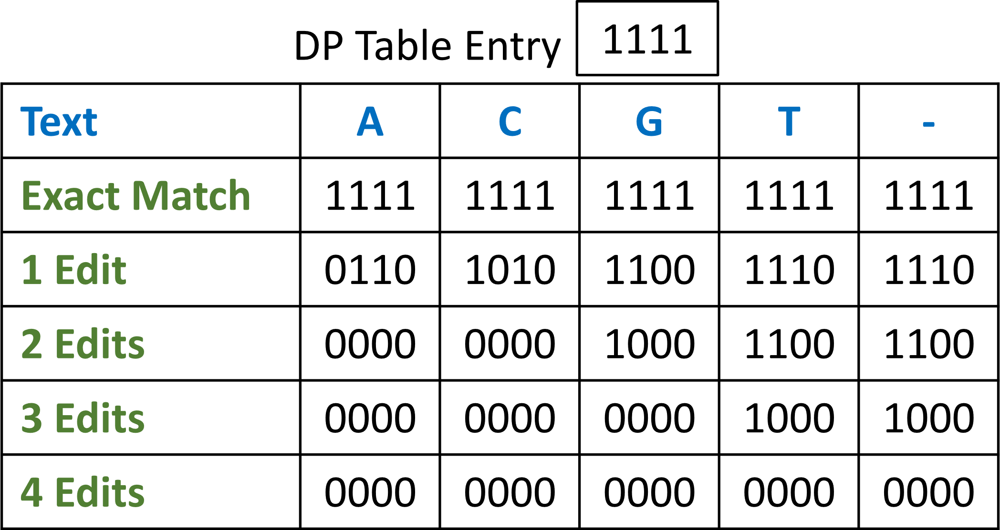 DP Table Entry 1111
Text A C G T -
Exact Match 1111 1111 1111 1111 1111
1 Edit 0110 1010 1100 1110 1110
2 Edits 0000 0000 1000 1100 1100
3 Edits 0000 0000 0000 1000 1000
4 Edits 0000 0000 0000 0000 0000